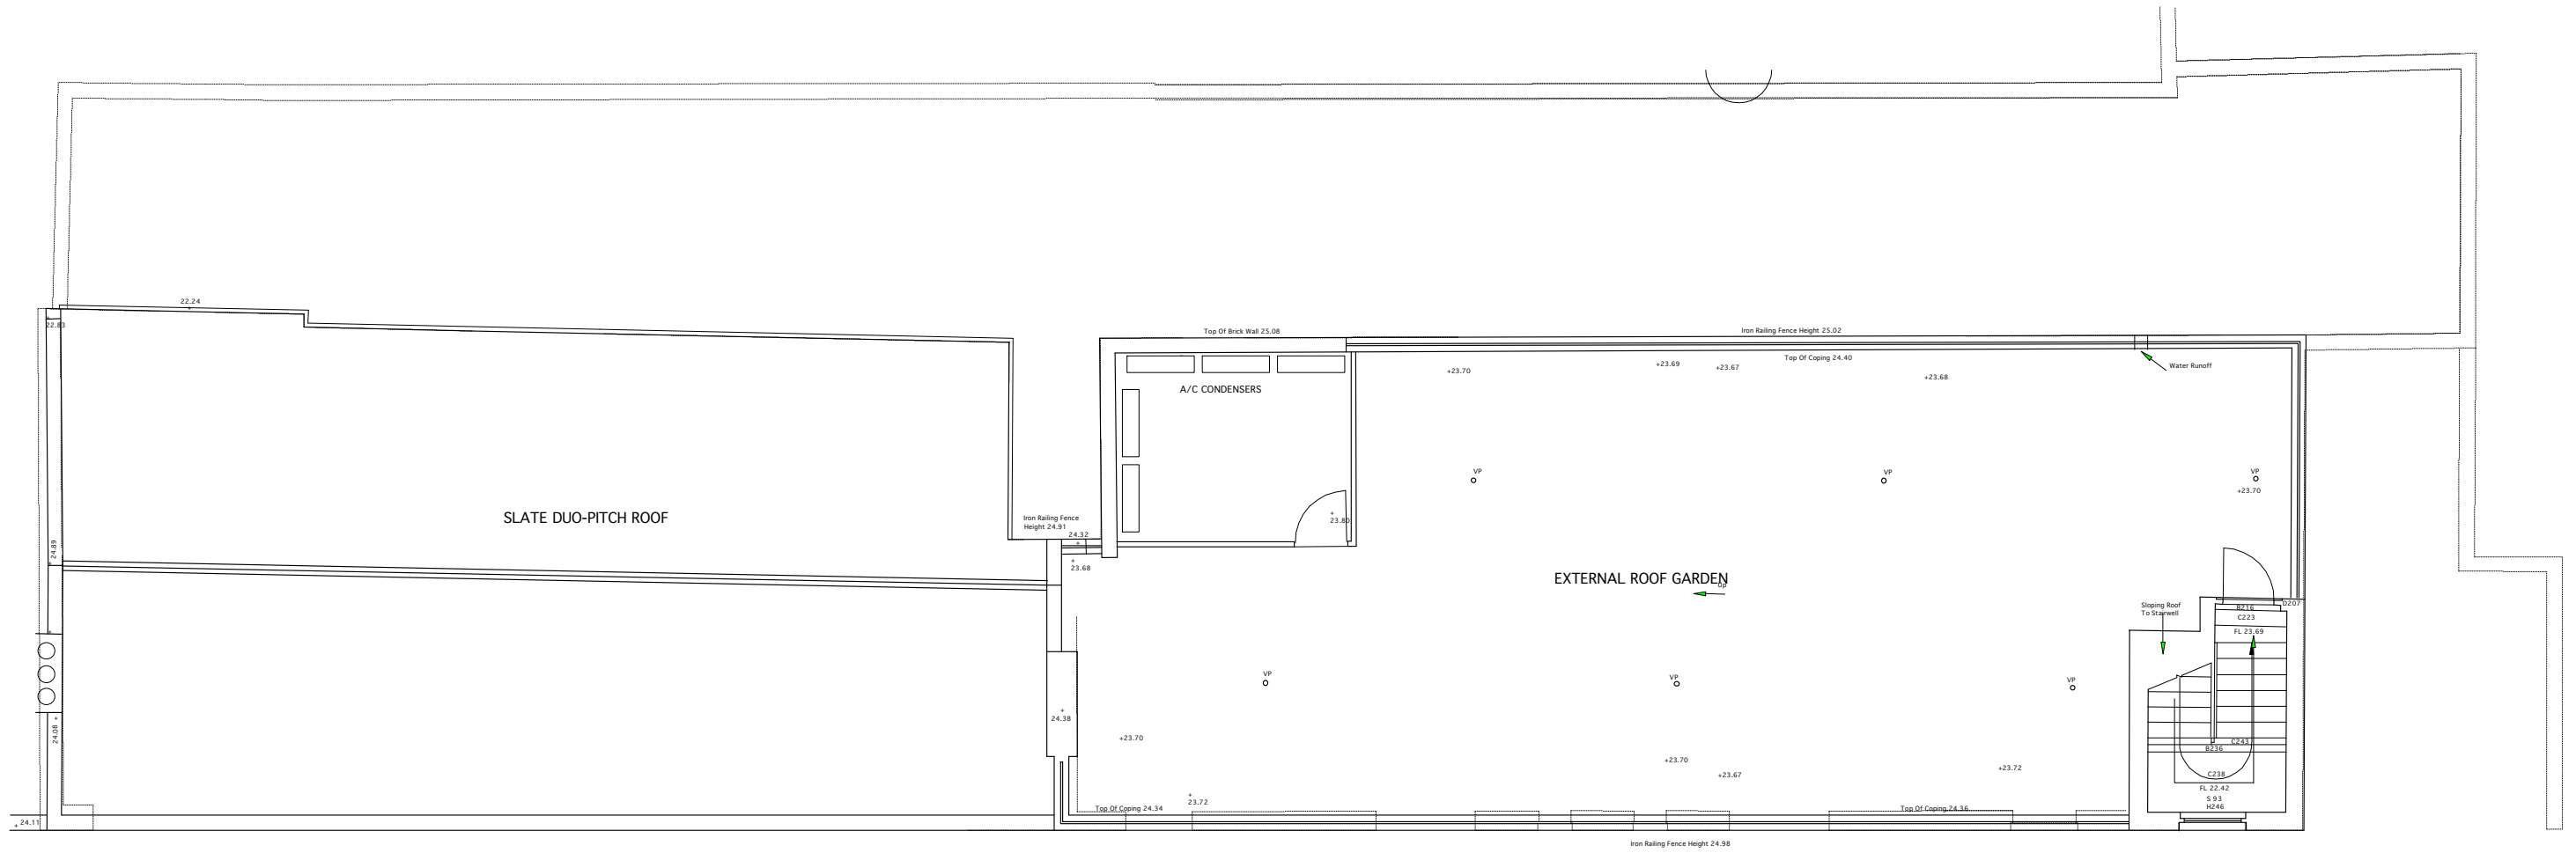 22.24
22.83
Top Of Brick Wall 25.08
Iron Railing Fence Height 25.02
Top Of Coping 24.40
Water Runoff
+23.70
+23.69
+23.67
+23.68
A/C CONDENSERS
VP
VP
VP
+23.70
SLATE DUO-PITCH ROOF
Iron Railing Fence
Height 24.91
24.32
23.80
24.89
23.68
EXTERNAL ROOF GARDEN
Sloping Roof
To Stairwell
D207
B216
C223
FL 23.69
VP
VP
VP
24.38
24.08
+23.70
+23.70
+23.67
+23.72
C243
B236
C238
FL 22.42
S 93
H246
23.72
Top Of Coping 24.34
Top Of Coping 24.36
24.11
Iron Railing Fence Height 24.98